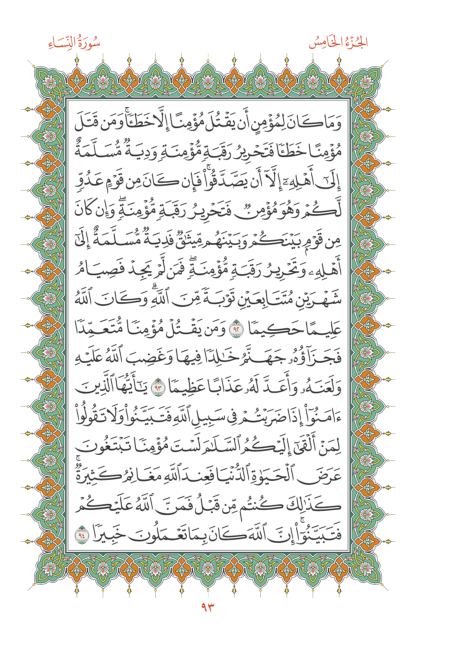 الجُزْءُ الخَامِسُ
سُورَةُ النِّسَاءِ
وَمَا كَانَ لِمُؤْمِنٍ أَن يَقْتُلَ مُؤْمِنًا إِلَّا خَطَـًٔا وَمَن قَتَلَ
مُؤْمِنًا خَطَـًٔا فَتَحْرِيرُ رَقَبَةٍ مُّؤْمِنَةٍ وَدِيَةٌ مُّسَلَّمَةٌ
إِلَىٰٓ أَهْلِهِۦٓ إِلَّآ أَن يَصَّدَّقُواْ فَإِن كَانَ مِن قَوْمٍ عَدُوٍّ
لَّكُمْ وَهُوَ مُؤْمِنٌ فَتَحْرِيرُ رَقَبَةٍ مُّؤْمِنَةٍ وَإِن كَانَ
مِن قَوْمٍۭ بَيْنَكُمْ وَبَيْنَهُم مِّيثَٰقٌ فَدِيَةٌ مُّسَلَّمَةٌ إِلَىٰٓ
أَهْلِهِۦ وَتَحْرِيرُ رَقَبَةٍ مُّؤْمِنَةٍ فَمَن لَّمْ يَجِدْ فَصِيَامُ
شَهْرَيْنِ مُتَتَابِعَيْنِ تَوْبَةً مِّنَ ٱللَّهِ وَكَانَ ٱللَّهُ
عَلِيمًا حَكِيمًا ٩٢ وَمَن يَقْتُلْ مُؤْمِنًا مُّتَعَمِّدًا
فَجَزَآؤُهُۥ جَهَنَّمُ خَٰلِدًا فِيهَا وَغَضِبَ ٱللَّهُ عَلَيْهِ
وَلَعَنَهُۥ وَأَعَدَّ لَهُۥ عَذَابًا عَظِيمًا ٩٣ يَٰٓأَيُّهَا ٱلَّذِينَ
ءَامَنُوٓاْ إِذَا ضَرَبْتُمْ فِي سَبِيلِ ٱللَّهِ فَتَبَيَّنُواْ وَلَا تَقُولُواْ
لِمَنْ أَلْقَىٰٓ إِلَيْكُمُ ٱلسَّلَٰمَ لَسْتَ مُؤْمِنًا تَبْتَغُونَ
عَرَضَ ٱلْحَيَوٰةِ ٱلدُّنْيَا فَعِندَ ٱللَّهِ مَغَانِمُ كَثِيرَةٌ
كَذَٰلِكَ كُنتُم مِّن قَبْلُ فَمَنَّ ٱللَّهُ عَلَيْكُمْ
فَتَبَيَّنُوٓاْ إِنَّ ٱللَّهَ كَانَ بِمَا تَعْمَلُونَ خَبِيرًا ٩٤
٩٣